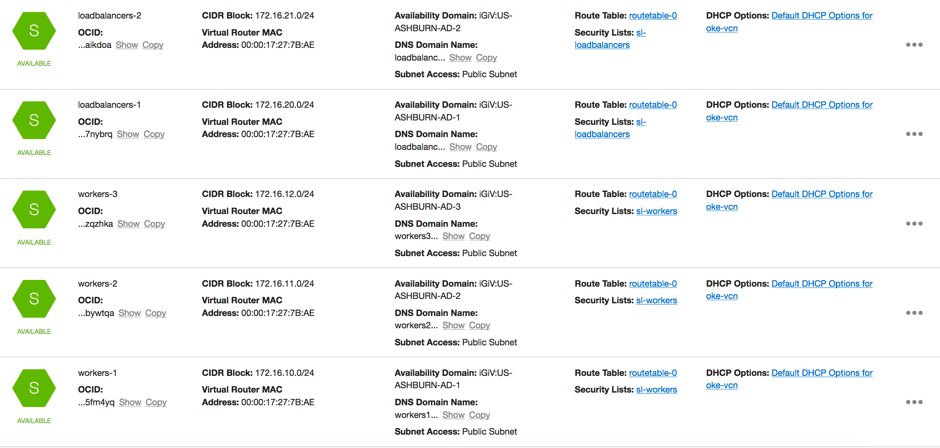 loadbalancers-2
OCID:
...aikdoa Show Copy
S
AVAILABLE
CIDR Block: 172.16.21.0/24
Virtual Router MAC
Address: 00:00:17:27:7B:AE
Availability Domain: iGiV:US-
ASHBURN-AD-2
DNS Domain Name:
loadbalanc... Show Copy
Subnet Access: Public Subnet
Route Table: routetable-0
Security Lists: sl-
loadbalancers
DHCP Options: Default DHCP Options for
oke-vcn
loadbalancers-1
OCID:
...7nybrq Show Copy
S
AVAILABLE
CIDR Block: 172.16.20.0/24
Virtual Router MAC
Address: 00:00:17:27:7B:AE
Availability Domain: iGiV:US-
ASHBURN-AD-1
DNS Domain Name:
loadbalanc... Show Copy
Subnet Access: Public Subnet
Route Table: routetable-0
Security Lists: sl-
loadbalancers
DHCP Options: Default DHCP Options for
oke-vcn
workers-3
OCID:
...zqzhka Show Copy
S
AVAILABLE
CIDR Block: 172.16.12.0/24
Virtual Router MAC
Address: 00:00:17:27:7B:AE
Availability Domain: iGiV:US-
ASHBURN-AD-3
DNS Domain Name:
workers3... Show Copy
Subnet Access: Public Subnet
Route Table: routetable-0
Security Lists: sl-workers
DHCP Options: Default DHCP Options for
oke-vcn
workers-2
OCID:
...bywtqa Show Copy
S
AVAILABLE
CIDR Block: 172.16.11.0/24
Virtual Router MAC
Address: 00:00:17:27:7B:AE
Availability Domain: iGiV:US-
ASHBURN-AD-2
DNS Domain Name:
workers2... Show Copy
Subnet Access: Public Subnet
Route Table: routetable-0
Security Lists: sl-workers
DHCP Options: Default DHCP Options for
oke-vcn
workers-1
OCID:
...5fm4yq Show Copy
S
AVAILABLE
CIDR Block: 172.16.10.0/24
Virtual Router MAC
Address: 00:00:17:27:7B:AE
Availability Domain: iGiV:US-
ASHBURN-AD-1
DNS Domain Name:
workers1... Show Copy
Subnet Access: Public Subnet
Route Table: routetable-0
Security Lists: sl-workers
DHCP Options: Default DHCP Options for
oke-vcn